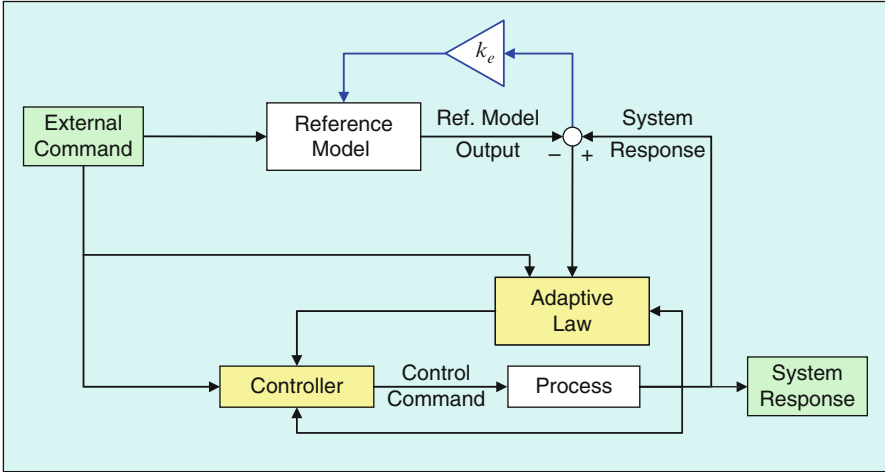 k_e
External
Command
Reference
Model
Ref. Model
Output
System
Response
− +
Adaptive
Law
Controller
Control
Command
Process
System
Response